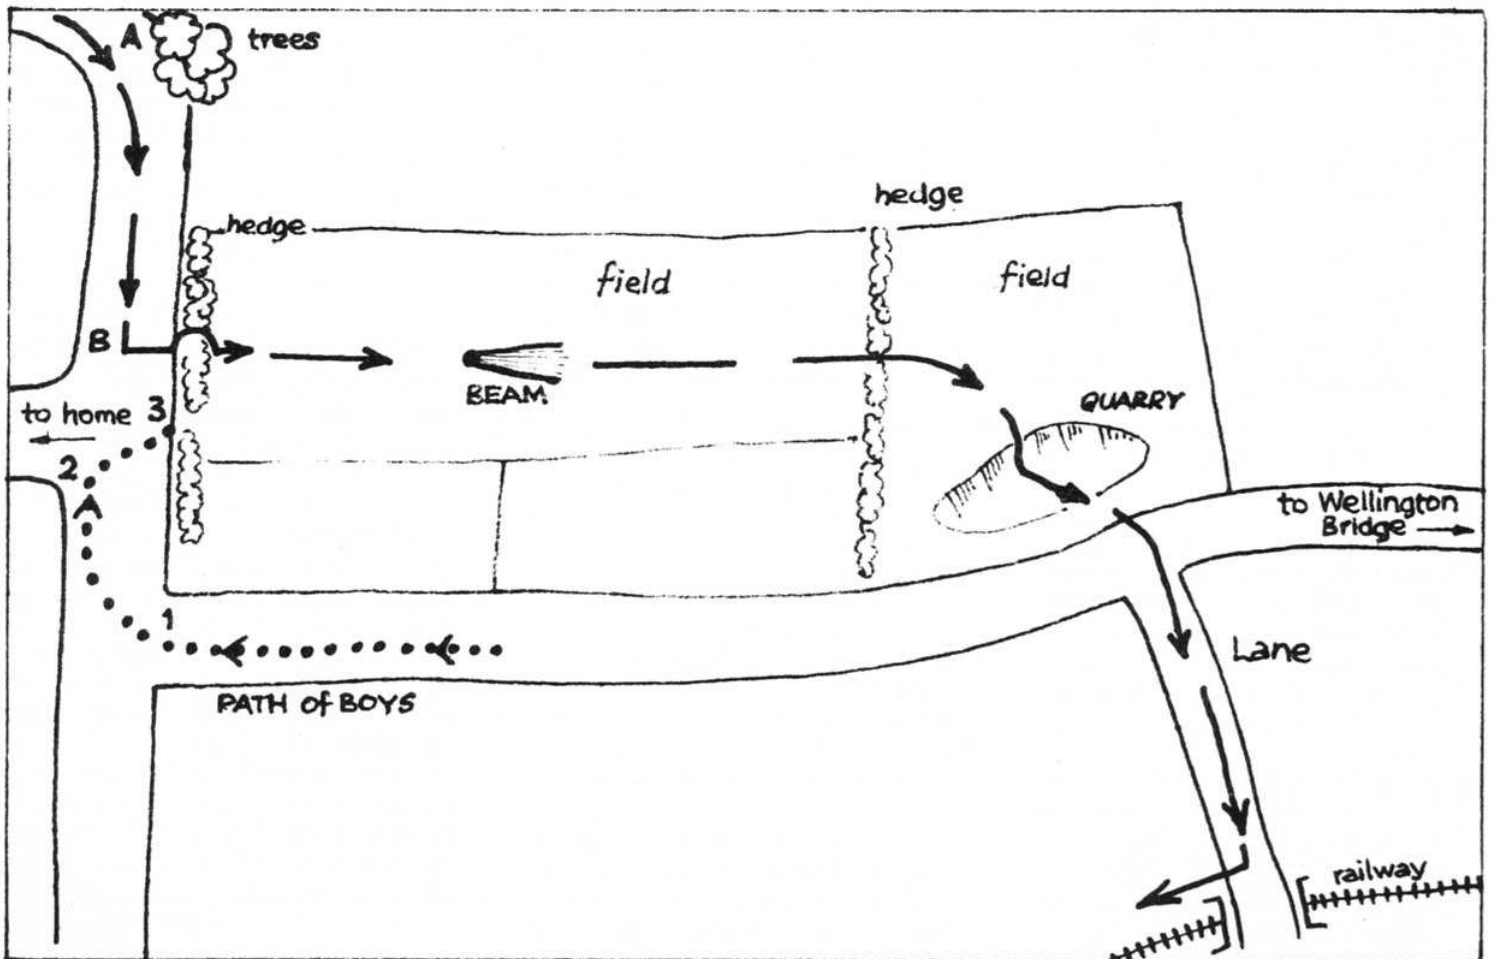 A
trees
hedge
hedge
field
field
B
BEAM
QUARRY
to home
3
2
to Wellington
Bridge
1
Lane
PATH of BOYS
railway